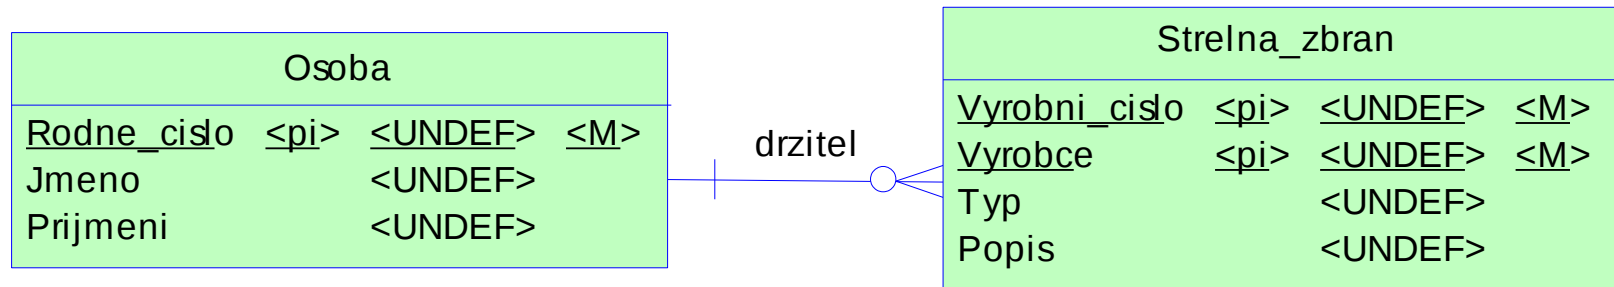 Osoba
Rodne_cislo <pi> <UNDEF> <M>
Jmeno <UNDEF>
Prijmeni <UNDEF>
drzitel
Strelna_zbran
Vyrobni_cislo <pi> <UNDEF> <M>
Vyrobce <pi> <UNDEF> <M>
Typ <UNDEF>
Popis <UNDEF>